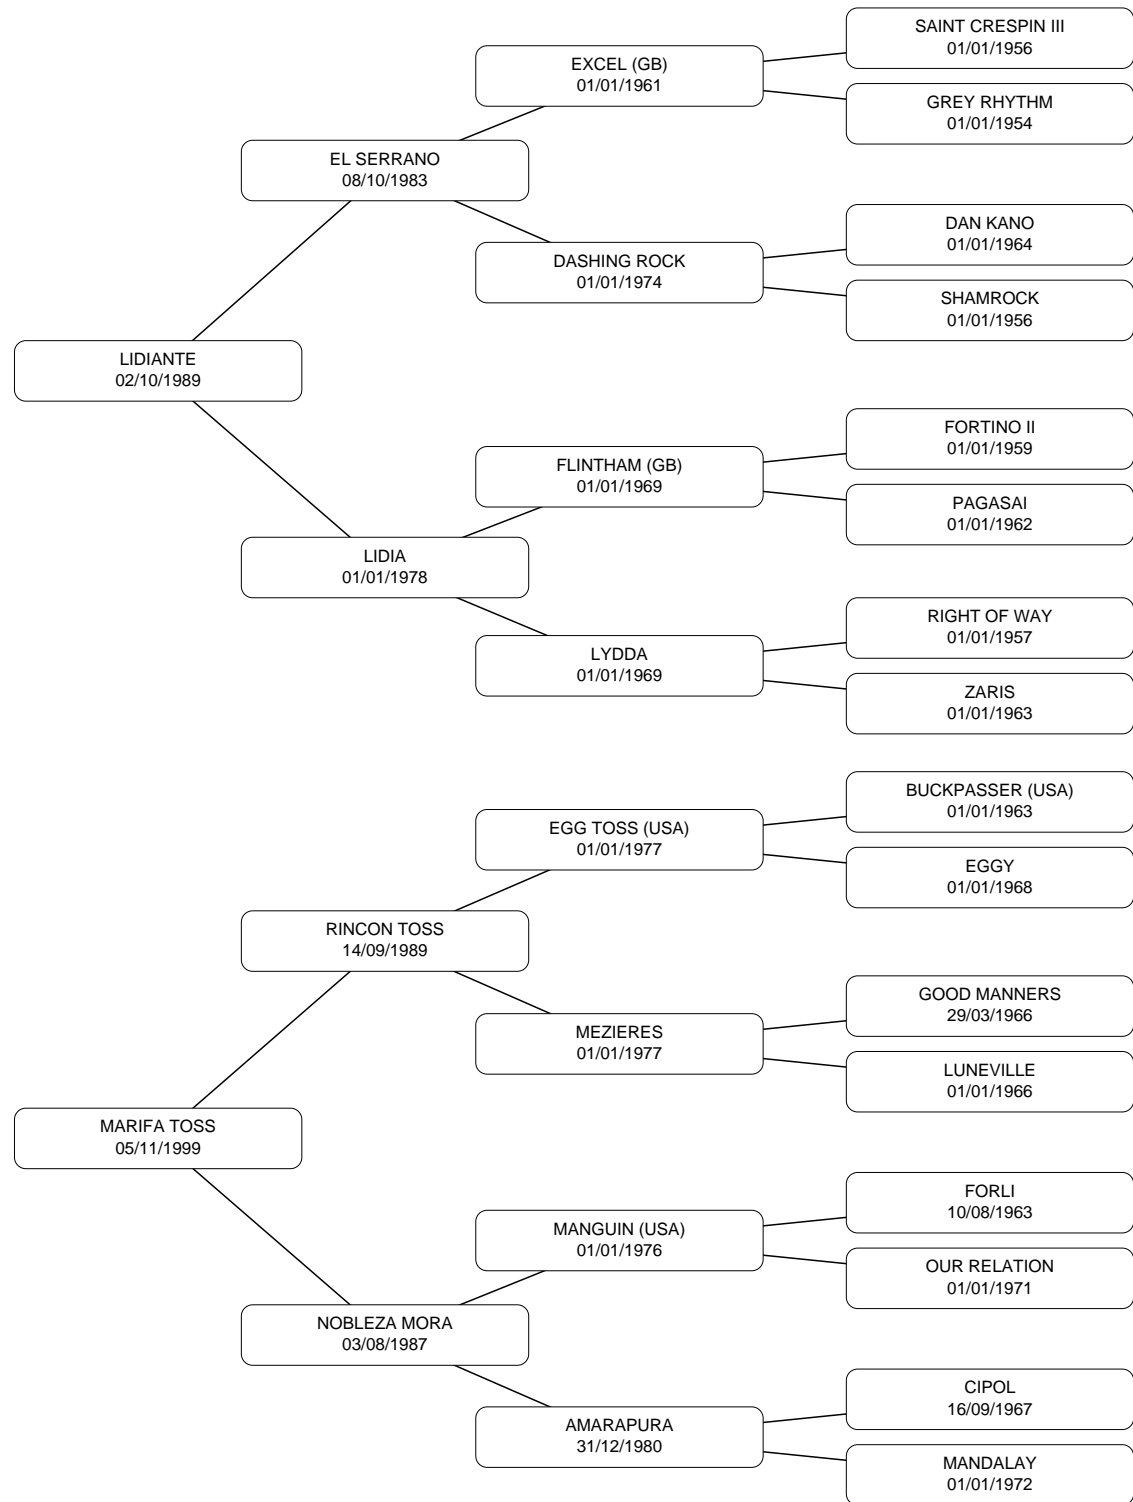 SAINT CRESPIN III
01/01/1956
EXCEL (GB)
01/01/1961
GREY RHYTHM
01/01/1954
EL SERRANO
08/10/1983
DAN KANO
01/01/1964
DASHING ROCK
01/01/1974
SHAMROCK
01/01/1956
LIDIANTE
02/10/1989
FORTINO II
01/01/1959
FLINTHAM (GB)
01/01/1969
PAGASAI
01/01/1962
LIDIA
01/01/1978
RIGHT OF WAY
01/01/1957
LYDDA
01/01/1969
ZARIS
01/01/1963
BUCKPASSER (USA)
01/01/1963
EGG TOSS (USA)
01/01/1977
EGGY
01/01/1968
RINCON TOSS
14/09/1989
GOOD MANNERS
29/03/1966
MEZIERES
01/01/1977
LUNEVILLE
01/01/1966
MARIFA TOSS
05/11/1999
FORLI
10/08/1963
MANGUIN (USA)
01/01/1976
OUR RELATION
01/01/1971
NOBLEZA MORA
03/08/1987
CIPOL
16/09/1967
AMARAPURA
31/12/1980
MANDALAY
01/01/1972